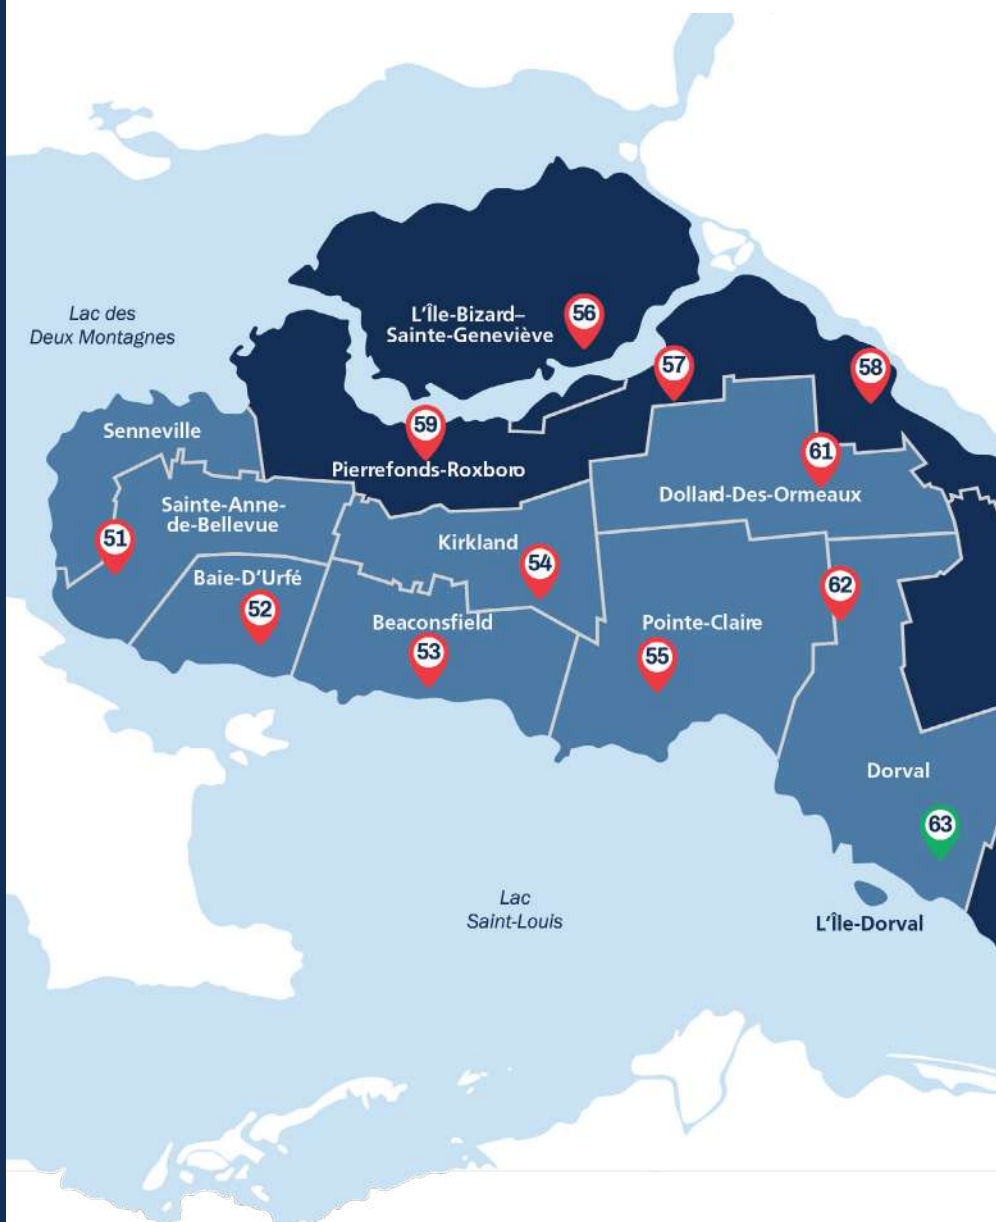 L'Île-Bizard–
Sainte-Geneviève
56
Lac des
Deux Montagnes
57
58
59
Pierrefonds-Roxboro
Senneville
61
Dollard-Des-Ormeaux
Sainte-Anne-
de-Bellevue
51
Kirkland
54
Baie-D'Urfé
52
62
Beaconsfield
53
Pointe-Claire
55
Dorval
63
Lac
Saint-Louis
L'Île-Dorval